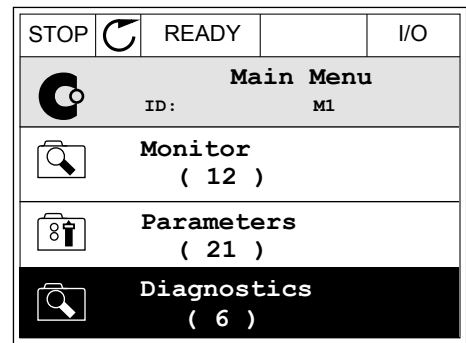 STOP READY I/O
Main Menu
ID: M1
Monitor
( 12 )
Parameters
( 21 )
Diagnostics
( 6 )